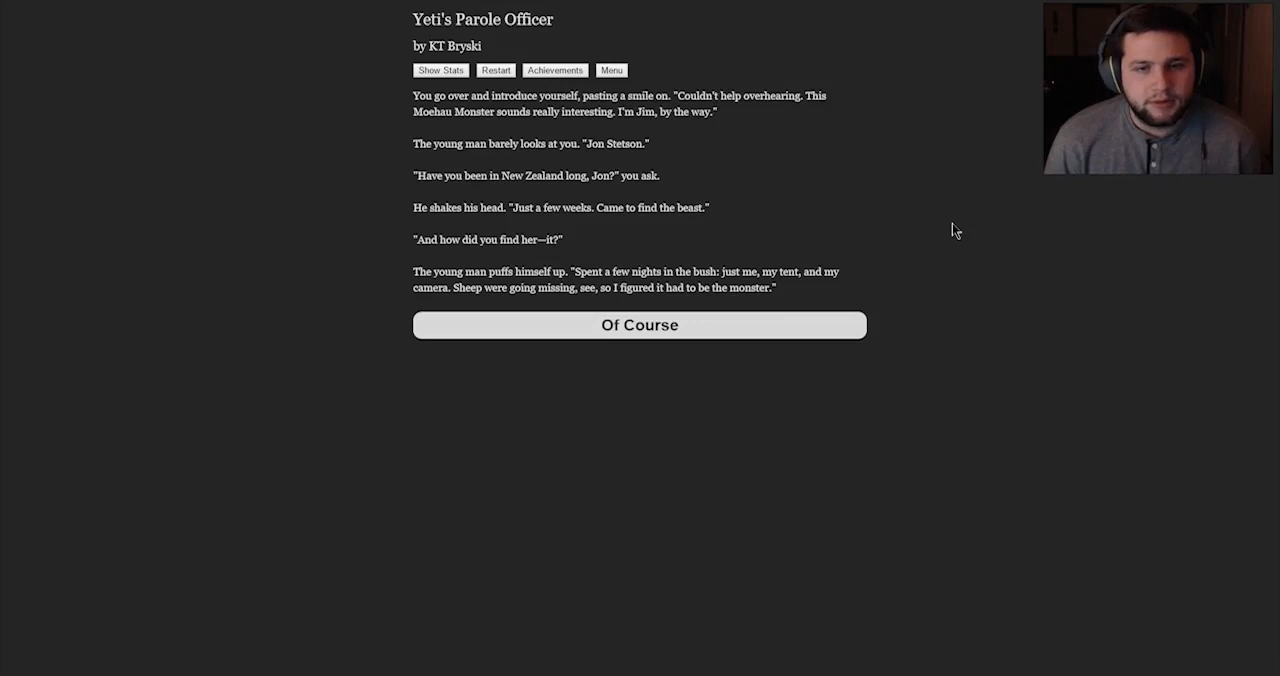 Yeti's Parole Officer
by KT Bryski
Show Stats
Restart
Achievements
Menu
You go over and introduce yourself, pasting a smile on. "Couldn't help overhearing. This
Moehau Monster sounds really interesting. I'm Jim, by the way."
The young man barely looks at you. "Jon Stetson."
"Have you been in New Zealand long, Jon?" you ask.
He shakes his head. "Just a few weeks. Came to find the beast."
"And how did you find her—it?"
The young man puffs himself up. "Spent a few nights in the bush: just me, my tent, and my
camera. Sheep were going missing, see, so I figured it had to be the monster."
Of Course